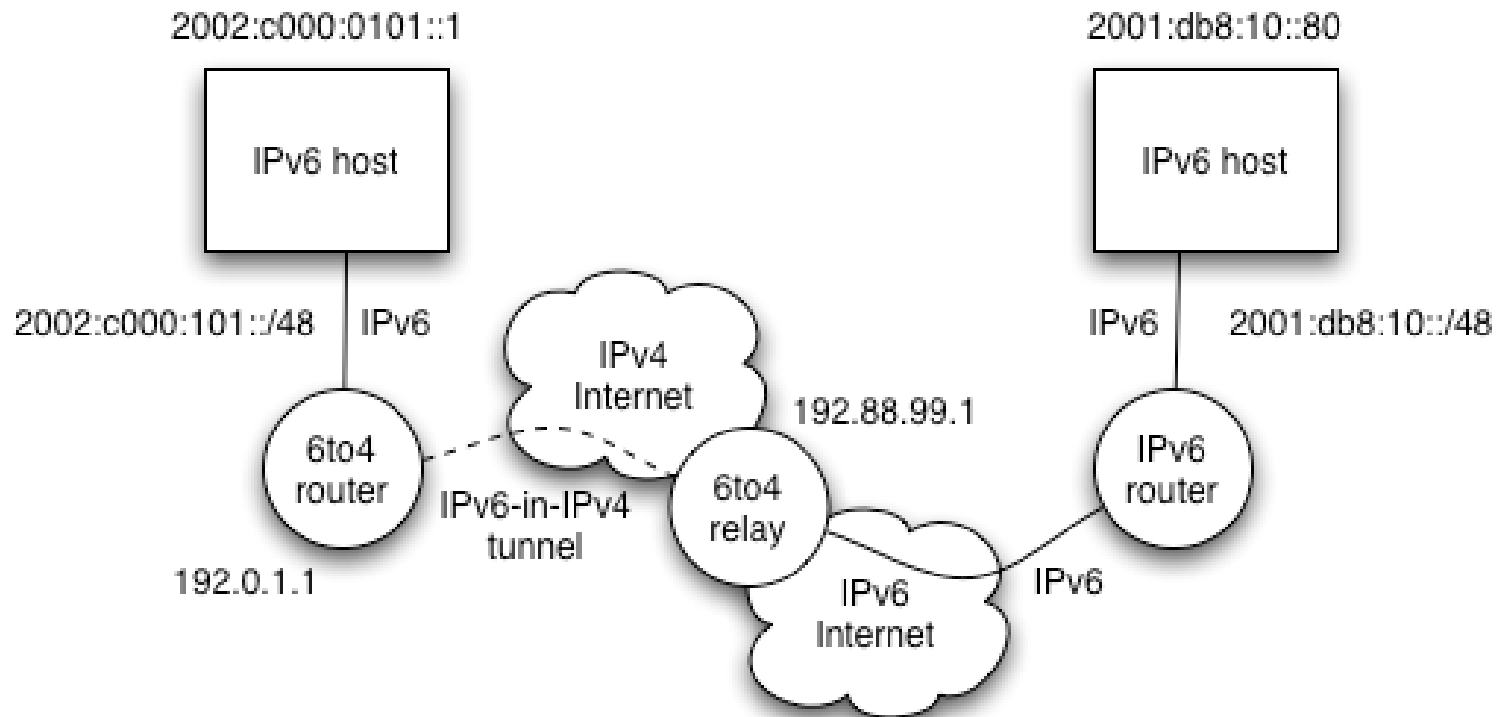 2002:c000:0101::1
2001:db8:10::80
IPv6 host
IPv6 host
2002:c000:101::/48
IPv6
IPv6
2001:db8:10::/48
IPv4
Internet
192.88.99.1
6to4
router
IPv6-in-IPv4
tunnel
6to4
relay
IPv6
router
192.0.1.1
IPv6
Internet
IPv6